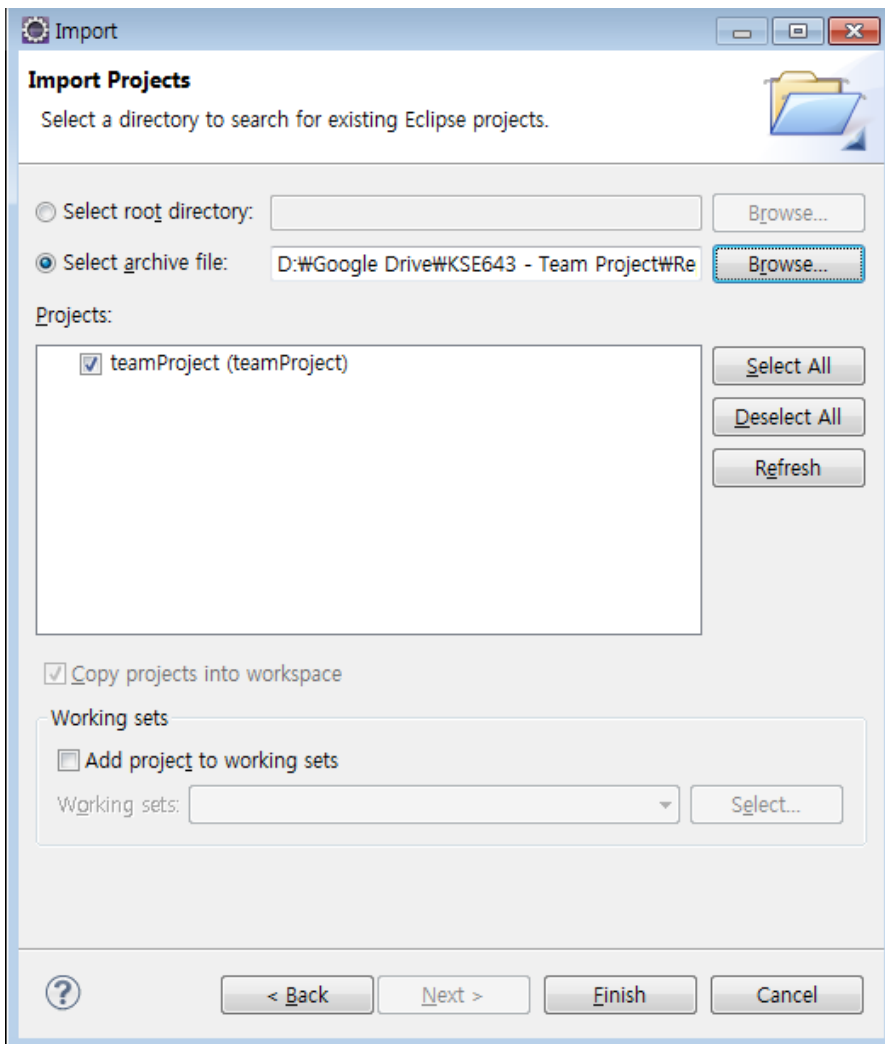 Import
Import Projects
Select a directory to search for existing Eclipse projects.
Select root directory:
Browse...
Select archive file:
D:₩Google Drive₩KSE643 - Team Project₩Re
Browse...
Projects:
teamProject (teamProject)
Select All
Deselect All
Refresh
Copy projects into workspace
Working sets
Add project to working sets
Working sets:
Select...
?
< Back
Next >
Finish
Cancel